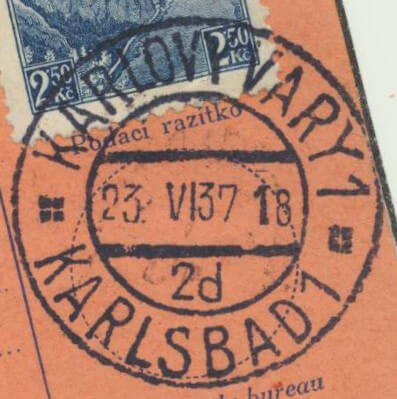 2 50 Kč
2 50 Kč
KARLOVY VARY 1
Podací razítko
23. VI 37 18
2d
KARLSBAD 1
bureau